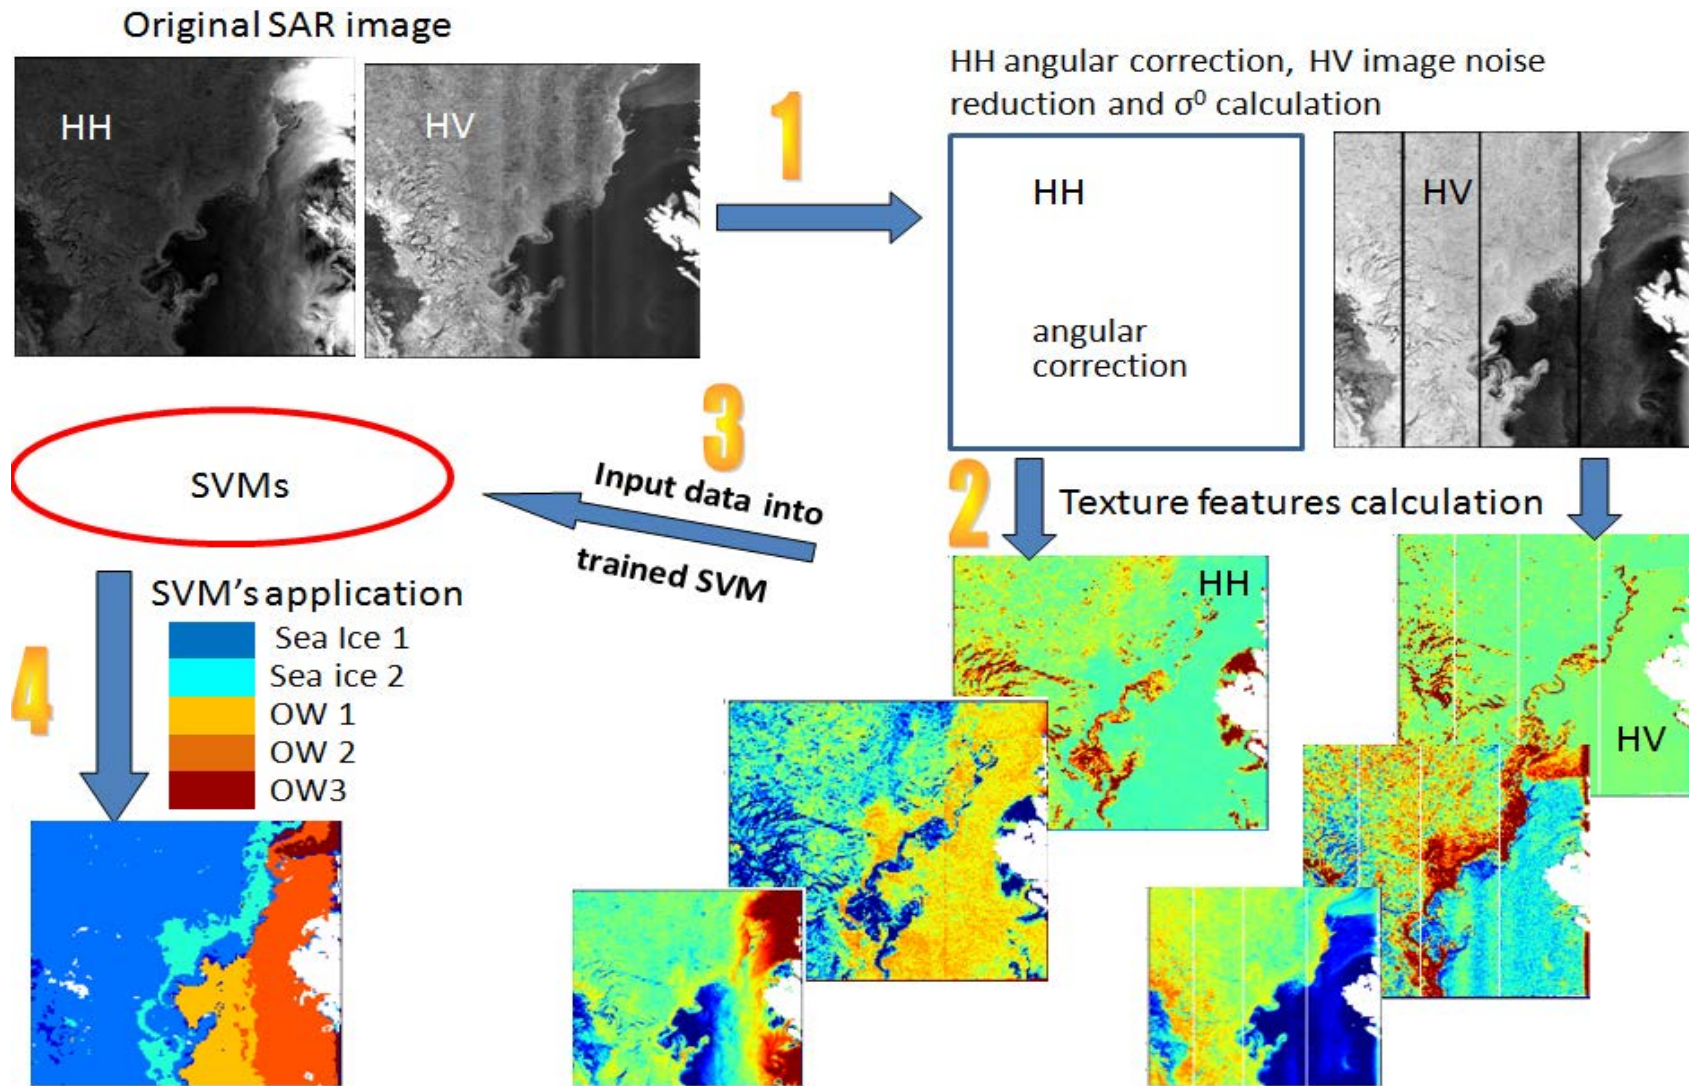 Original SAR image
HH
HV
1
HH angular correction, HV image noise
reduction and σ⁰ calculation
HH
angular
correction
HV
2
Texture features calculation
HH
HV
3
Input data into
trained SVM
SVMs
4
SVM's application
Sea Ice 1
Sea ice 2
OW 1
OW 2
OW3